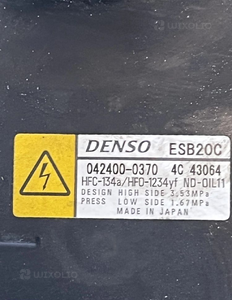 WIXOLO
DENSO ESB20C
042400-0370 4C 43064
HFC-134a/HFO-1234yf ND-OIL11
DESIGN HIGH SIDE 3.53MPa
PRESS LOW SIDE 1.67MPa
MADE IN JAPAN